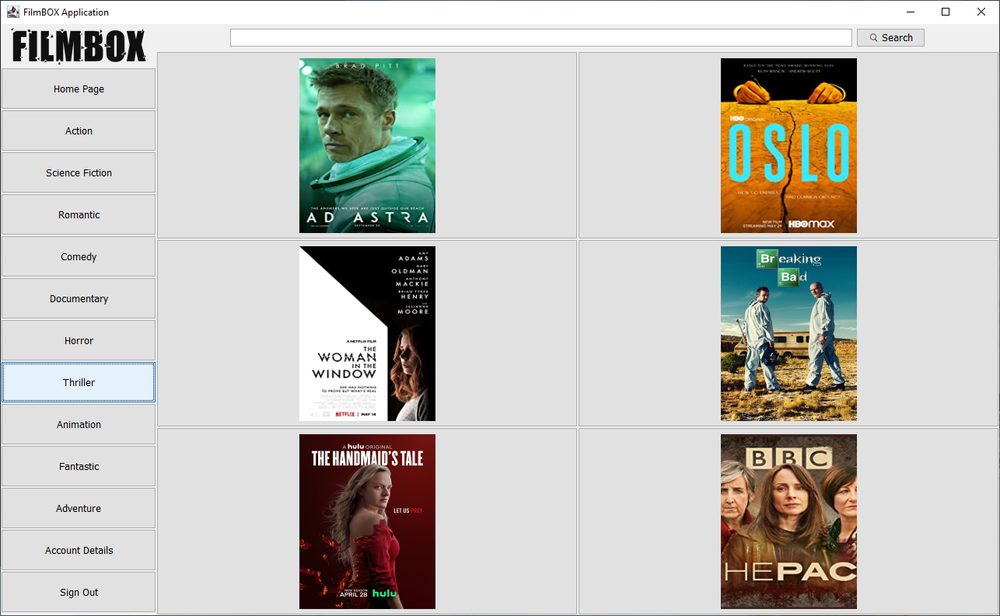 FilmBOX Application
FILMBOX
Search
Home Page
Action
Science Fiction
Romantic
Comedy
Documentary
Horror
Thriller
Animation
Fantastic
Adventure
Account Details
Sign Out
BRAD PITT
THE ANSWERS WE SEEK ARE JUST OUTSIDE OUR REACH
AD ASTRA
SEPTEMBER 20
BASED ON THE TONY AWARD-WINNING PLAY
RUTH WILSON ANDREW SCOTT
HBO ORIGINAL
OSLO
HOW DO ENEMIES
FIND COMMON GROUND?
NEW FILM
STREAMING MAY 29
HBOmax
AMY
ADAMS
GARY
OLDMAN
ANTHONY
MACKIE
BRIAN TYREE
HENRY
AND
JULIANNE
MOORE
A NETFLIX FILM
THE
WOMAN
IN THE
WINDOW
SHE HAS NOTHING
TO PROVE BUT WHAT'S REAL
NETFLIX | MAY 14
Breaking
Bad
A hulu ORIGINAL
THE HANDMAID'S TALE
LET US PREY
NEW SEASON
APRIL 28
hulu
BBC
HEPAC